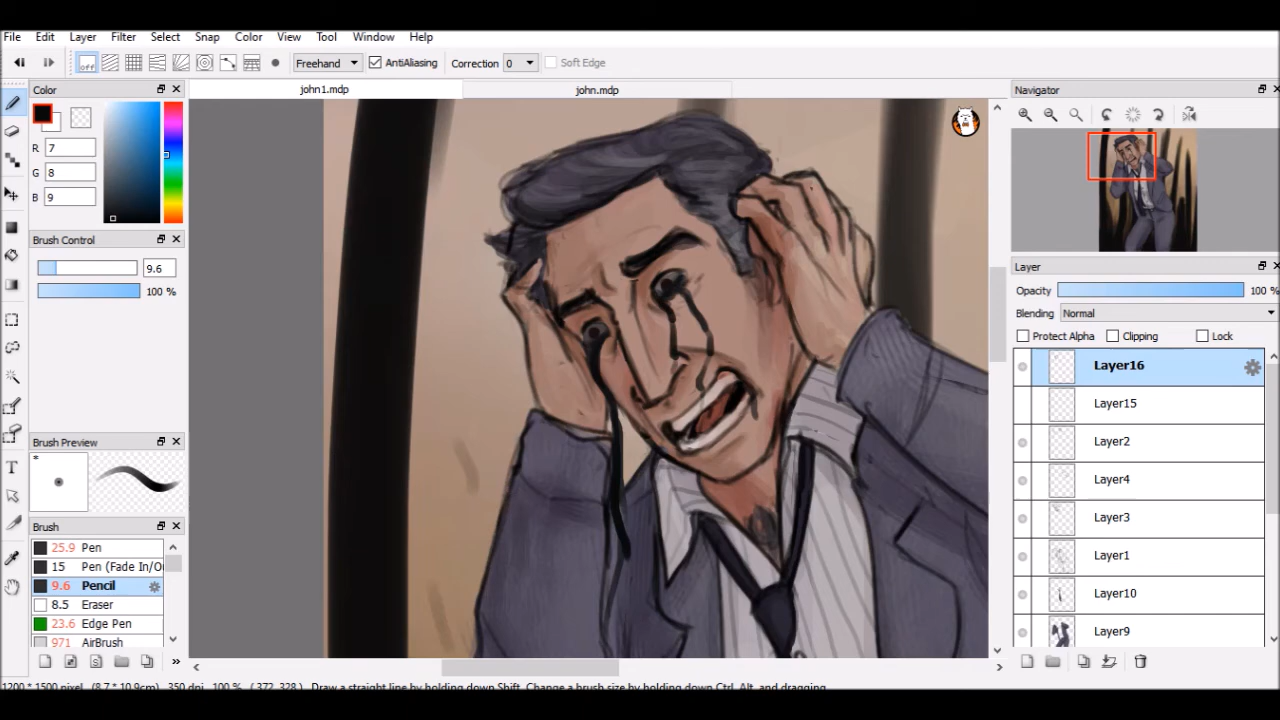 File Edit Layer Filter Select Snap Color View Tool Window Help
off Freehand AntiAliasing Correction 0 Soft Edge
Color
R 7
G 8
B 9
Brush Control
9.6
100 %
Brush Preview
*
Brush
25.9 Pen
15 Pen (Fade In/O
9.6 Pencil
8.5 Eraser
23.6 Edge Pen
971 AirBrush
john1.mdp john.mdp
Navigator
Layer
Opacity 100 %
Blending Normal
Protect Alpha Clipping Lock
Layer16
Layer15
Layer2
Layer4
Layer3
Layer1
Layer10
Layer9
T
»
1200 * 1500 pixel (8.7 * 10.9cm) 350 dpi 100 % ( 372, 328 ) Draw a straight line by holding down Shift, Change a brush size by holding down Ctrl, Alt, and dragging